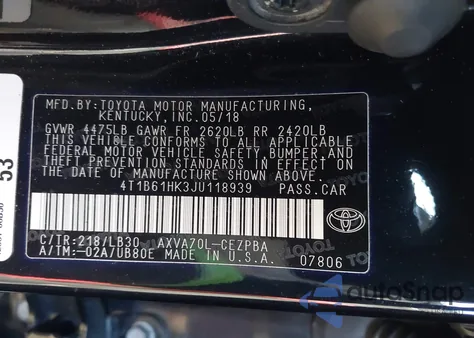 MFD.BY:TOYOTA MOTOR MANUFACTURING,
KENTUCKY, INC.05/18
GVWR 4475LB GAWR FR 2620LB RR 2420LB
THIS VEHICLE CONFORMS TO ALL APPLICABLE
FEDERAL MOTOR VEHICLE SAFETY,BUMPER,AND
THEFT PREVENTION STANDARDS IN EFFECT ON
THE DATE OF MANUFACTURE SHOWN ABOVE.
4T1B61HK3JU118939 PASS.CAR
C/TR:218/LB30 AXVA70L-CEZPBA
A/TM:-02A/UB80E MADE IN U.S.A.
07806
TOYOTA
53
autoSnap